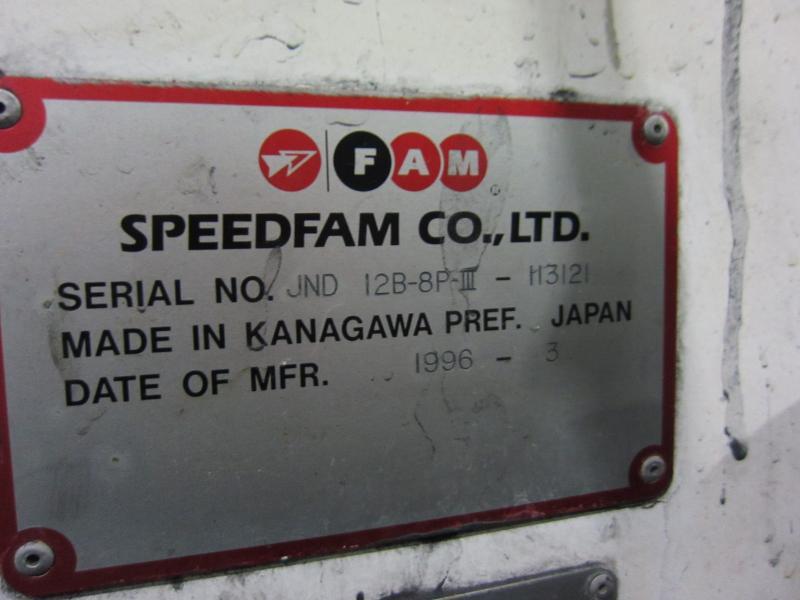 FAM®
SPEEDFAM CO.,LTD.
SERIAL NO. JND 12B-8P-III - H3121
MADE IN KANAGAWA PREF. JAPAN
DATE OF MFR. 1996 - 3